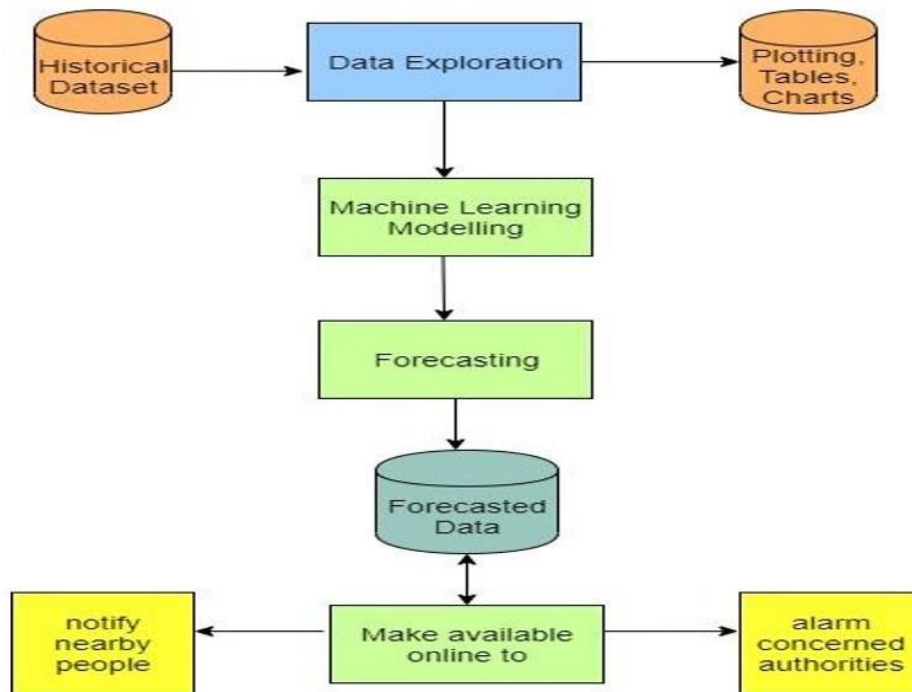 Historical
Dataset
Data Exploration
Plotting,
Tables,
Charts
Machine Learning
Modelling
Forecasting
Forecasted
Data
notify
nearby
people
Make available
online to
alarm
concerned
authorities